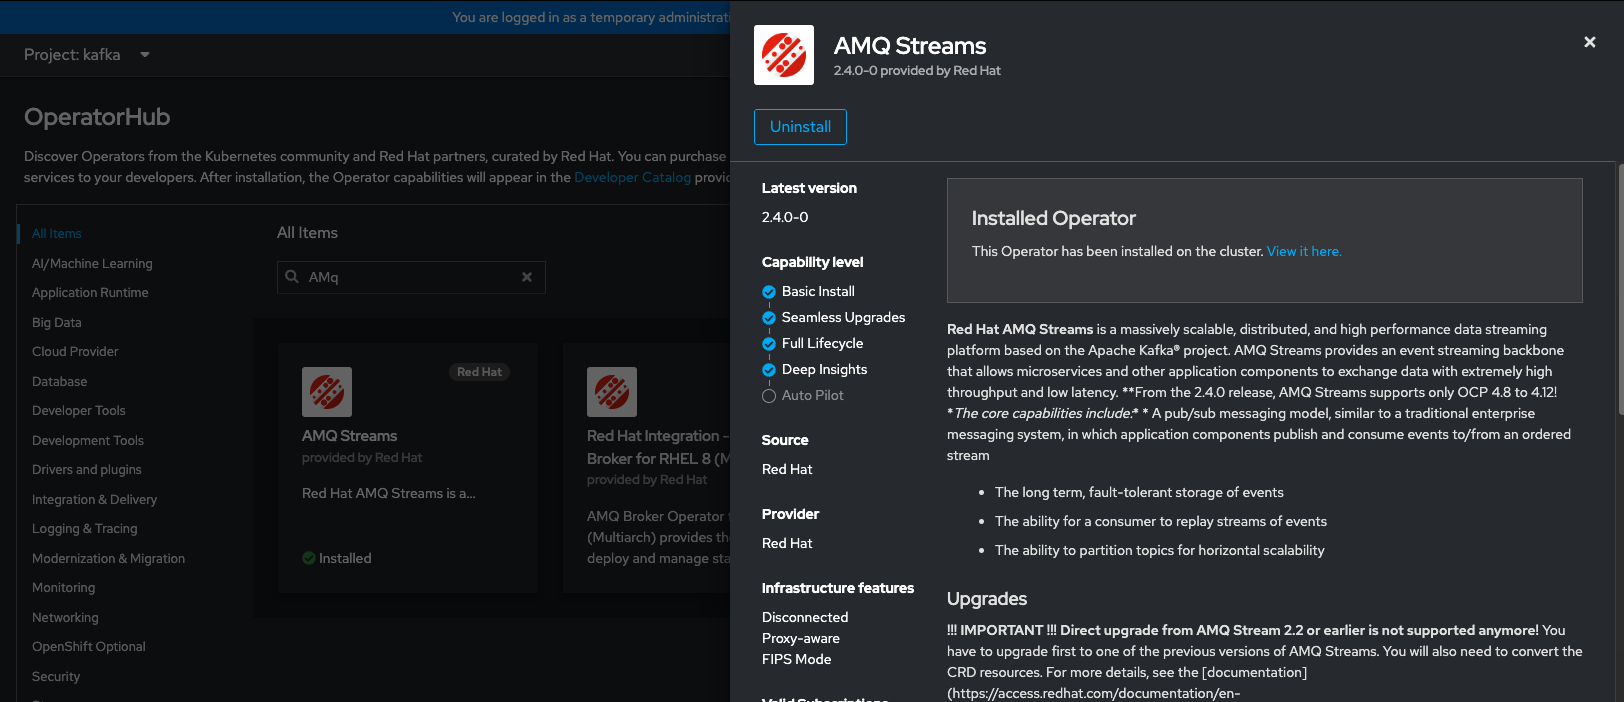 You are logged in as a temporary administrati
Project: kafka
OperatorHub
Discover Operators from the Kubernetes community and Red Hat partners, curated by Red Hat. You can purchase
services to your developers. After installation, the Operator capabilities will appear in the Developer Catalog provic
All Items
AI/Machine Learning
Application Runtime
Big Data
Cloud Provider
Database
Developer Tools
Development Tools
Drivers and plugins
Integration & Delivery
Logging & Tracing
Modernization & Migration
Monitoring
Networking
OpenShift Optional
Security
All Items
AMq
Red Hat
AMQ Streams
provided by Red Hat
Red Hat AMQ Streams is a...
Installed
Red Hat Integration -
Broker for RHEL 8 (M
provided by Red Hat
AMQ Broker Operator
(Multiarch) provides the
deploy and manage sta
AMQ Streams
2.4.0-0 provided by Red Hat
Uninstall
Latest version
2.4.0-0
Capability level
Basic Install
Seamless Upgrades
Full Lifecycle
Deep Insights
Auto Pilot
Source
Red Hat
Provider
Red Hat
Infrastructure features
Disconnected
Proxy-aware
FIPS Mode
Valid Subscriptions
Installed Operator
This Operator has been installed on the cluster. View it here.
Red Hat AMQ Streams is a massively scalable, distributed, and high performance data streaming
platform based on the Apache Kafka® project. AMQ Streams provides an event streaming backbone
that allows microservices and other application components to exchange data with extremely high
throughput and low latency. **From the 2.4.0 release, AMQ Streams supports only OCP 4.8 to 4.12!
*The core capabilities include:* * A pub/sub messaging model, similar to a traditional enterprise
messaging system, in which application components publish and consume events to/from an ordered
stream
• The long term, fault-tolerant storage of events
• The ability for a consumer to replay streams of events
• The ability to partition topics for horizontal scalability
Upgrades
!!! IMPORTANT !!! Direct upgrade from AMQ Stream 2.2 or earlier is not supported anymore! You
have to upgrade first to one of the previous versions of AMQ Streams. You will also need to convert the
CRD resources. For more details, see the [documentation]
(https://access.redhat.com/documentation/en-